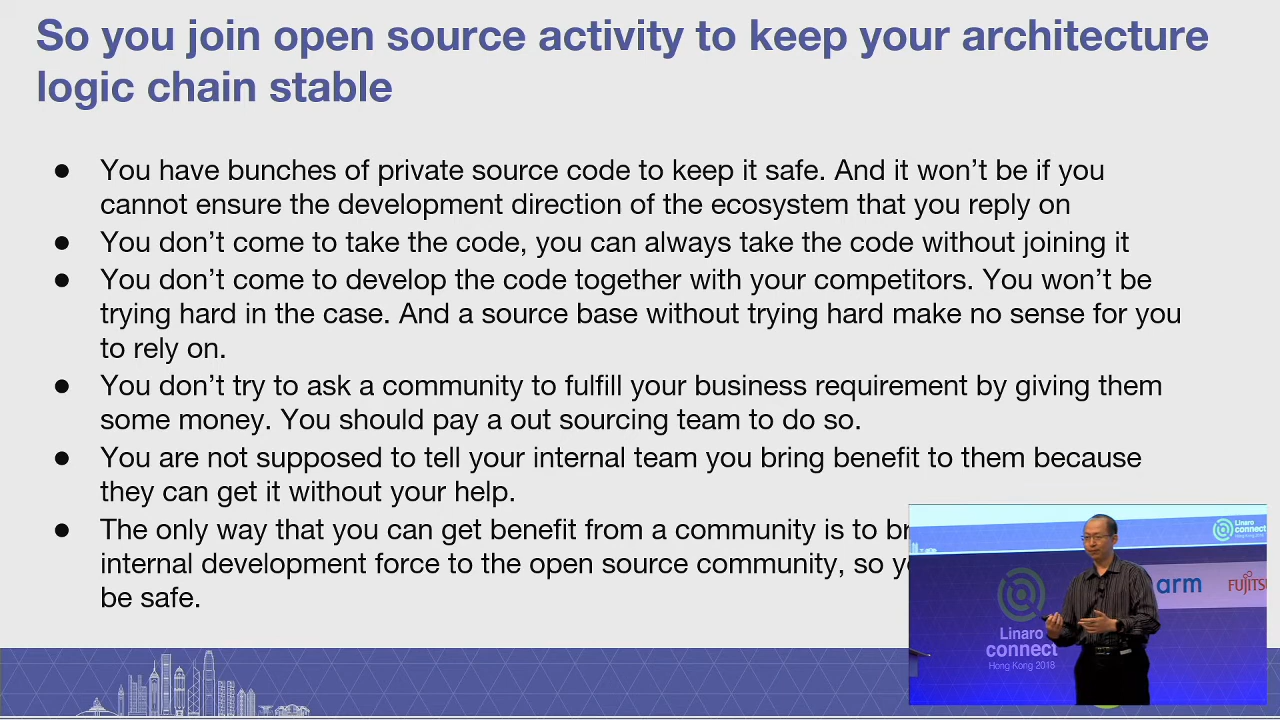 So you join open source activity to keep your architecture
logic chain stable
● You have bunches of private source code to keep it safe. And it won't be if you
cannot ensure the development direction of the ecosystem that you reply on
● You don't come to take the code, you can always take the code without joining it
● You don't come to develop the code together with your competitors. You won't be
trying hard in the case. And a source base without trying hard make no sense for you
to rely on.
● You don't try to ask a community to fulfill your business requirement by giving them
some money. You should pay a out sourcing team to do so.
● You are not supposed to tell your internal team you bring benefit to them because
they can get it without your help.
● The only way that you can get benefit from a community is to
internal development force to the open source community, so
be safe.
Linaro
connect
Hong Kong 2018
arm
FUJITSU
Linaro
connect
Hong Kong 2018